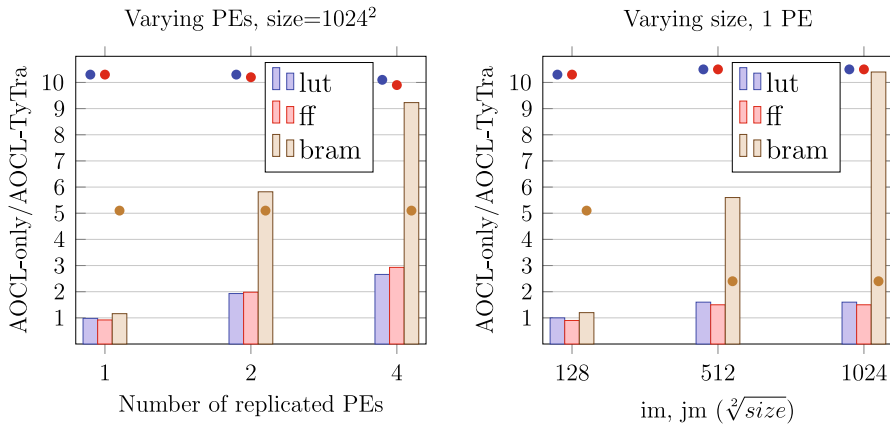 Varying PEs, size=1024²
AOCL-only/AOCL-TyTra
10
9
8
7
6
5
4
3
2
1
lut
ff
bram
1 2 4
Number of replicated PEs
Varying size, 1 PE
AOCL-only/AOCL-TyTra
10
9
8
7
6
5
4
3
2
1
lut
ff
bram
128 512 1024
im, jm (²√size)